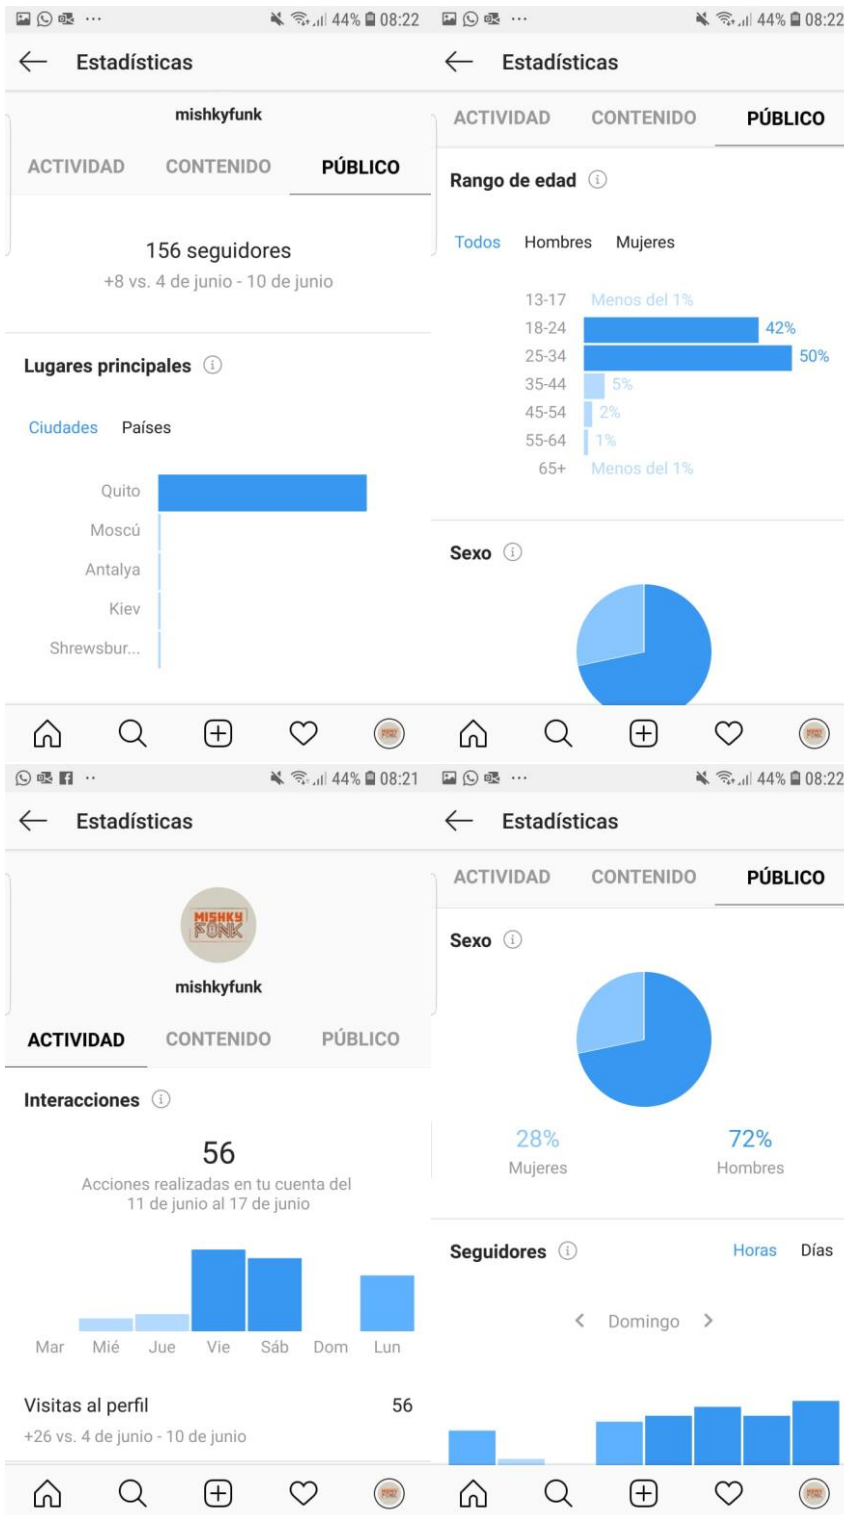 44% 08:22
Estadísticas
mishkyfunk
ACTIVIDAD CONTENIDO PÚBLICO
156 seguidores
+8 vs. 4 de junio - 10 de junio
Lugares principales
Ciudades Países
Quito
Moscú
Antalya
Kiev
Shrewsbur...
44% 08:22
Estadísticas
ACTIVIDAD CONTENIDO PÚBLICO
Rango de edad
Todos Hombres Mujeres
13-17 Menos del 1%
18-24 42%
25-34 50%
35-44 5%
45-54 2%
55-64 1%
65+ Menos del 1%
Sexo
44% 08:21
Estadísticas
MISHKY
FONK
mishkyfunk
ACTIVIDAD CONTENIDO PÚBLICO
Interacciones
56
Acciones realizadas en tu cuenta del
11 de junio al 17 de junio
Mar Mié Jue Vie Sáb Dom Lun
Visitas al perfil 56
+26 vs. 4 de junio - 10 de junio
44% 08:22
Estadísticas
ACTIVIDAD CONTENIDO PÚBLICO
Sexo
28% 72%
Mujeres Hombres
Seguidores Horas Días
Domingo